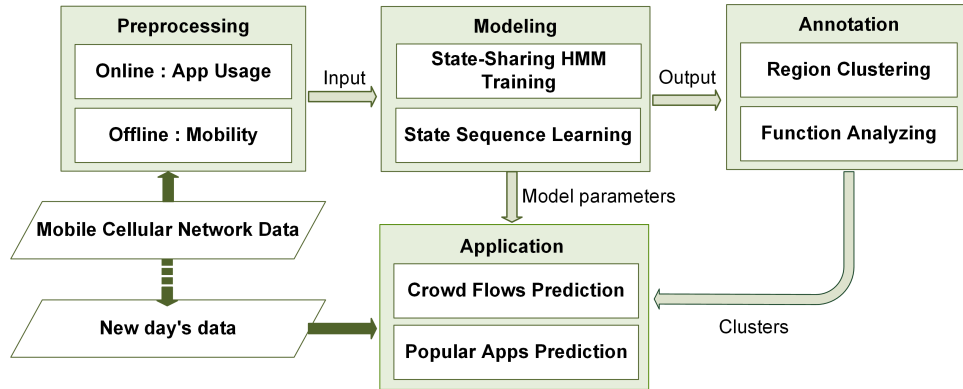 Preprocessing
Online : App Usage
Offline : Mobility
Input
Modeling
State-Sharing HMM
Training
State Sequence Learning
Output
Annotation
Region Clustering
Function Analyzing
Model parameters
Mobile Cellular Network Data
New day's data
Application
Crowd Flows Prediction
Popular Apps Prediction
Clusters